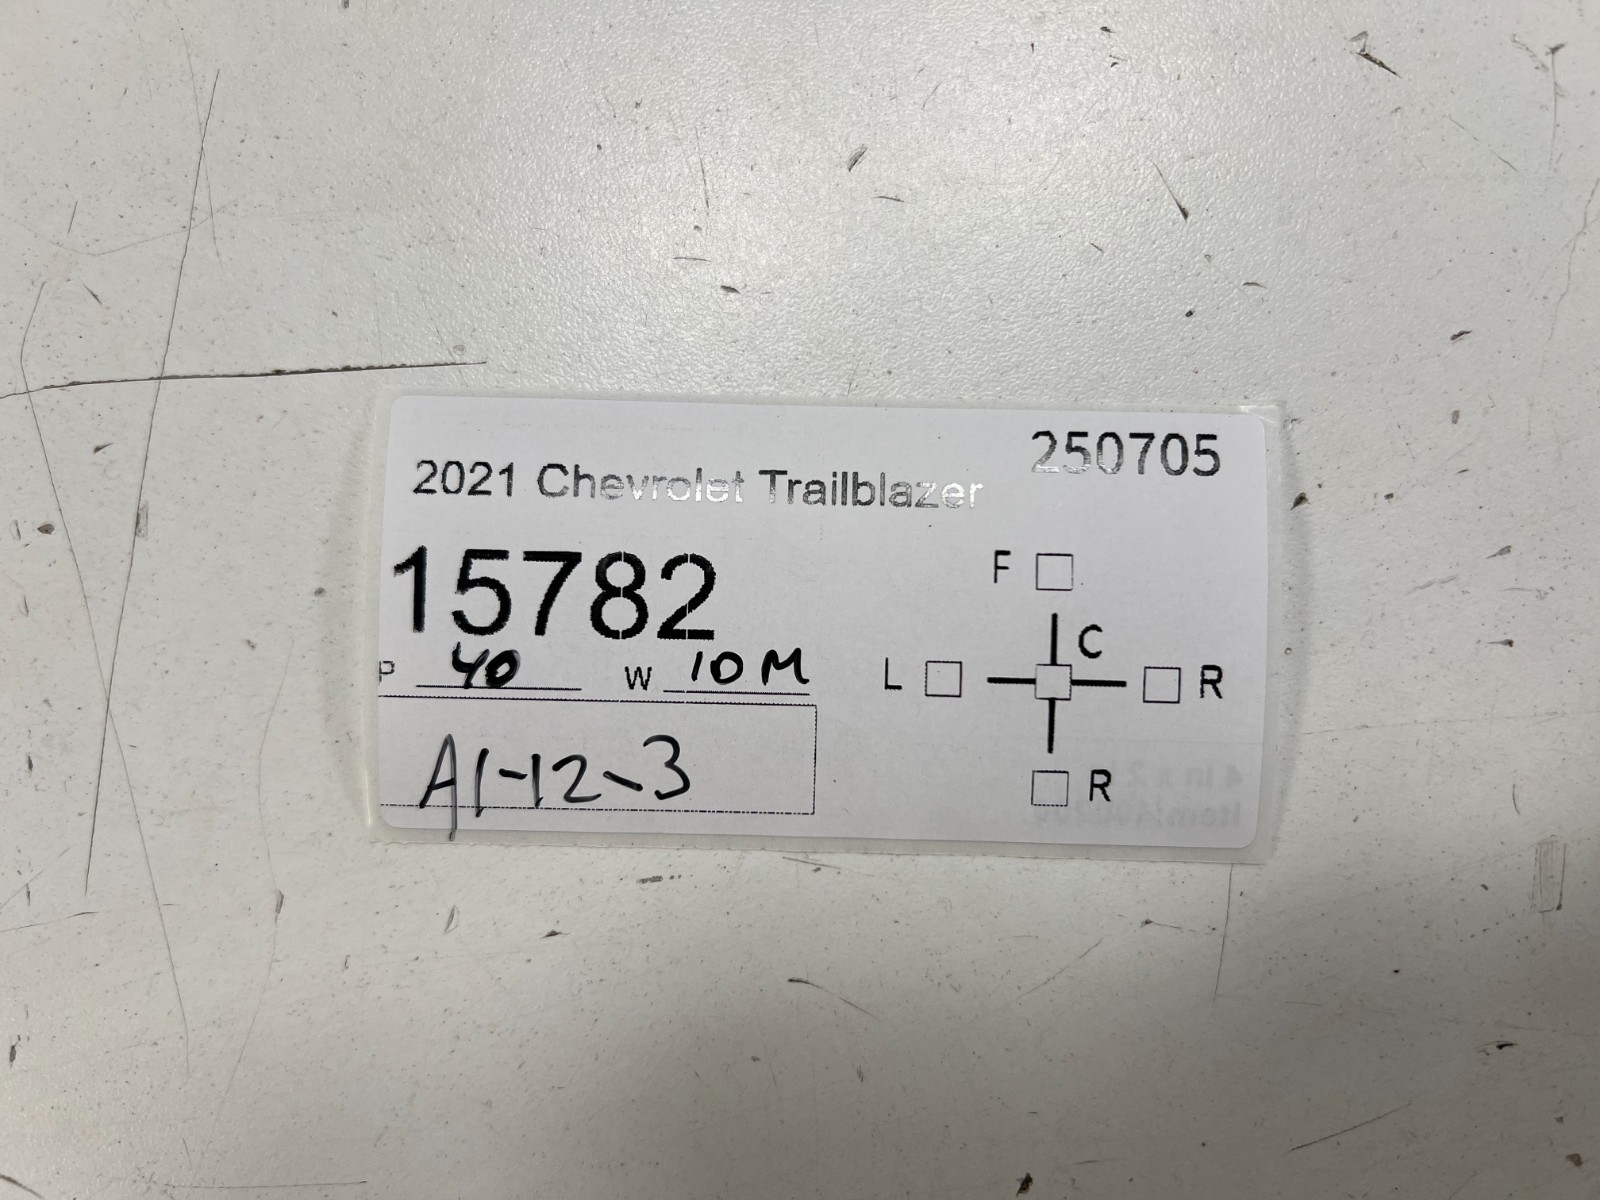 250705
2021 Chevrolet Trailblazer
15782
P 40 W 10M
A1-12-3
F
C
L R
R